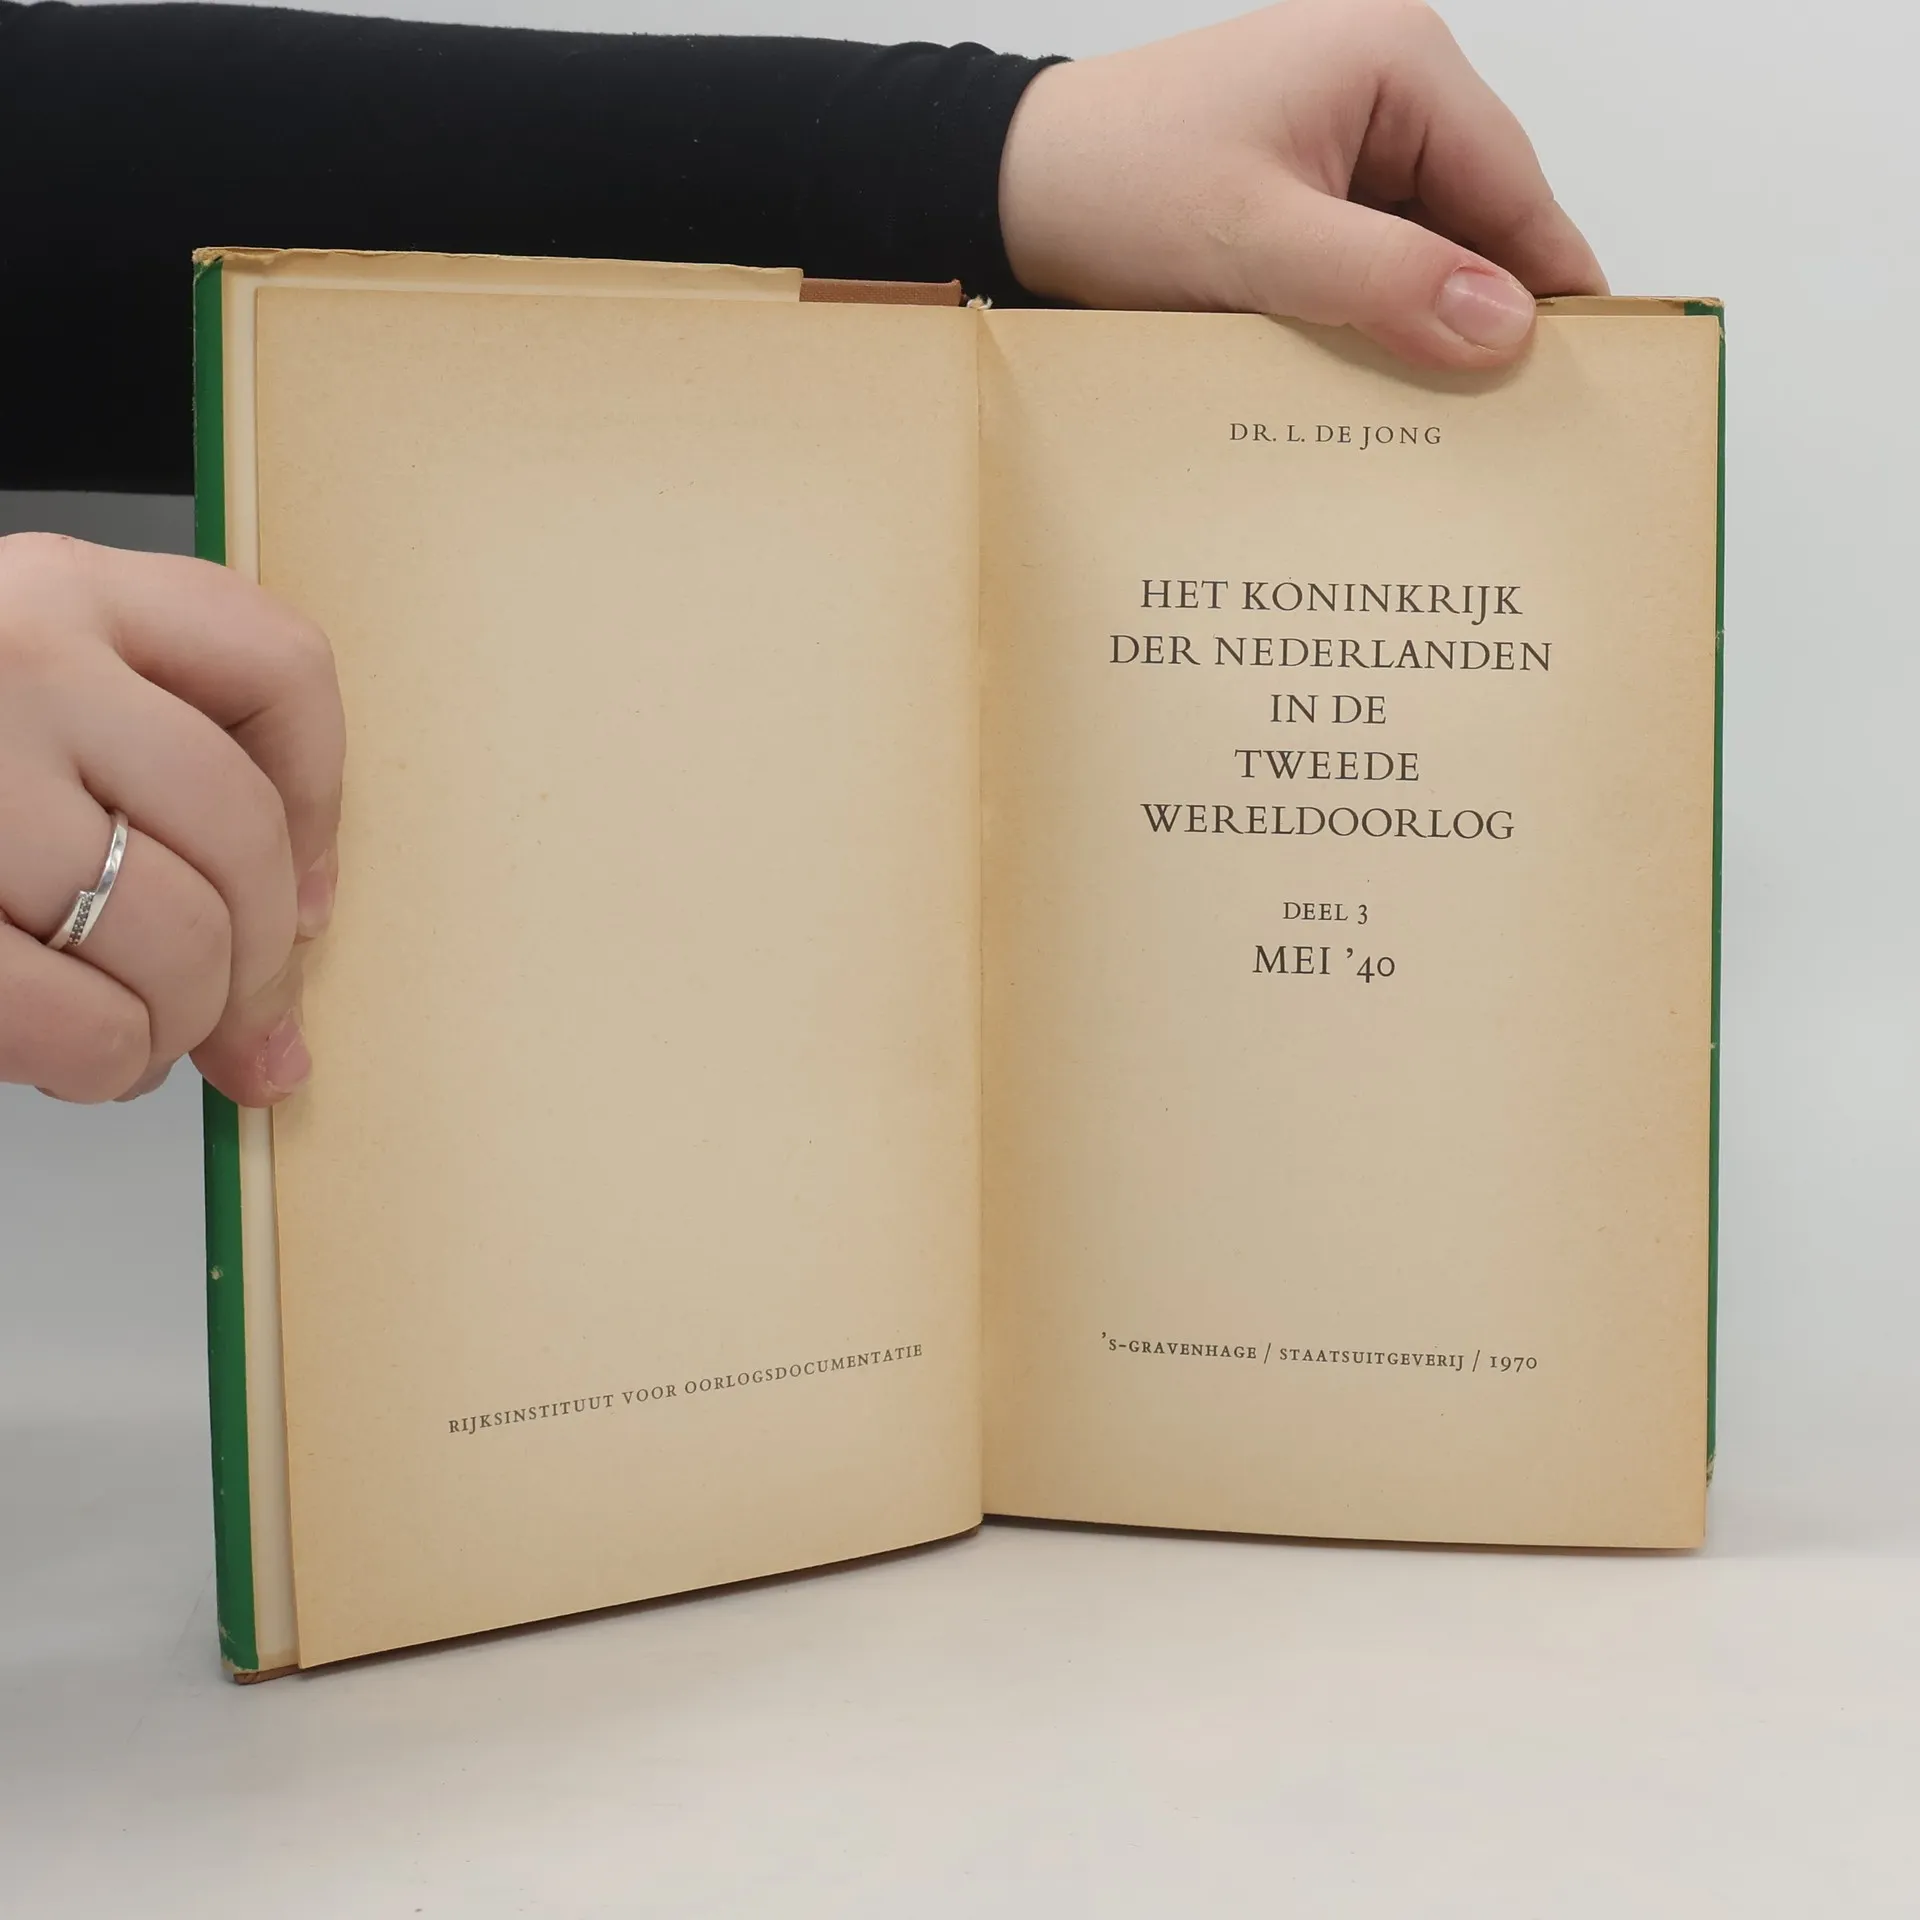 RIJKSINSTITUUT VOOR OORLOGSDOCUMENTATIE
DR. L. DE JONG
HET KONINKRIJK
DER NEDERLANDEN
IN DE
TWEEDE
WERELDOORLOG
DEEL 3
MEI ’40
’S-GRAVENHAGE / STAATSUITGEVERIJ / 1970